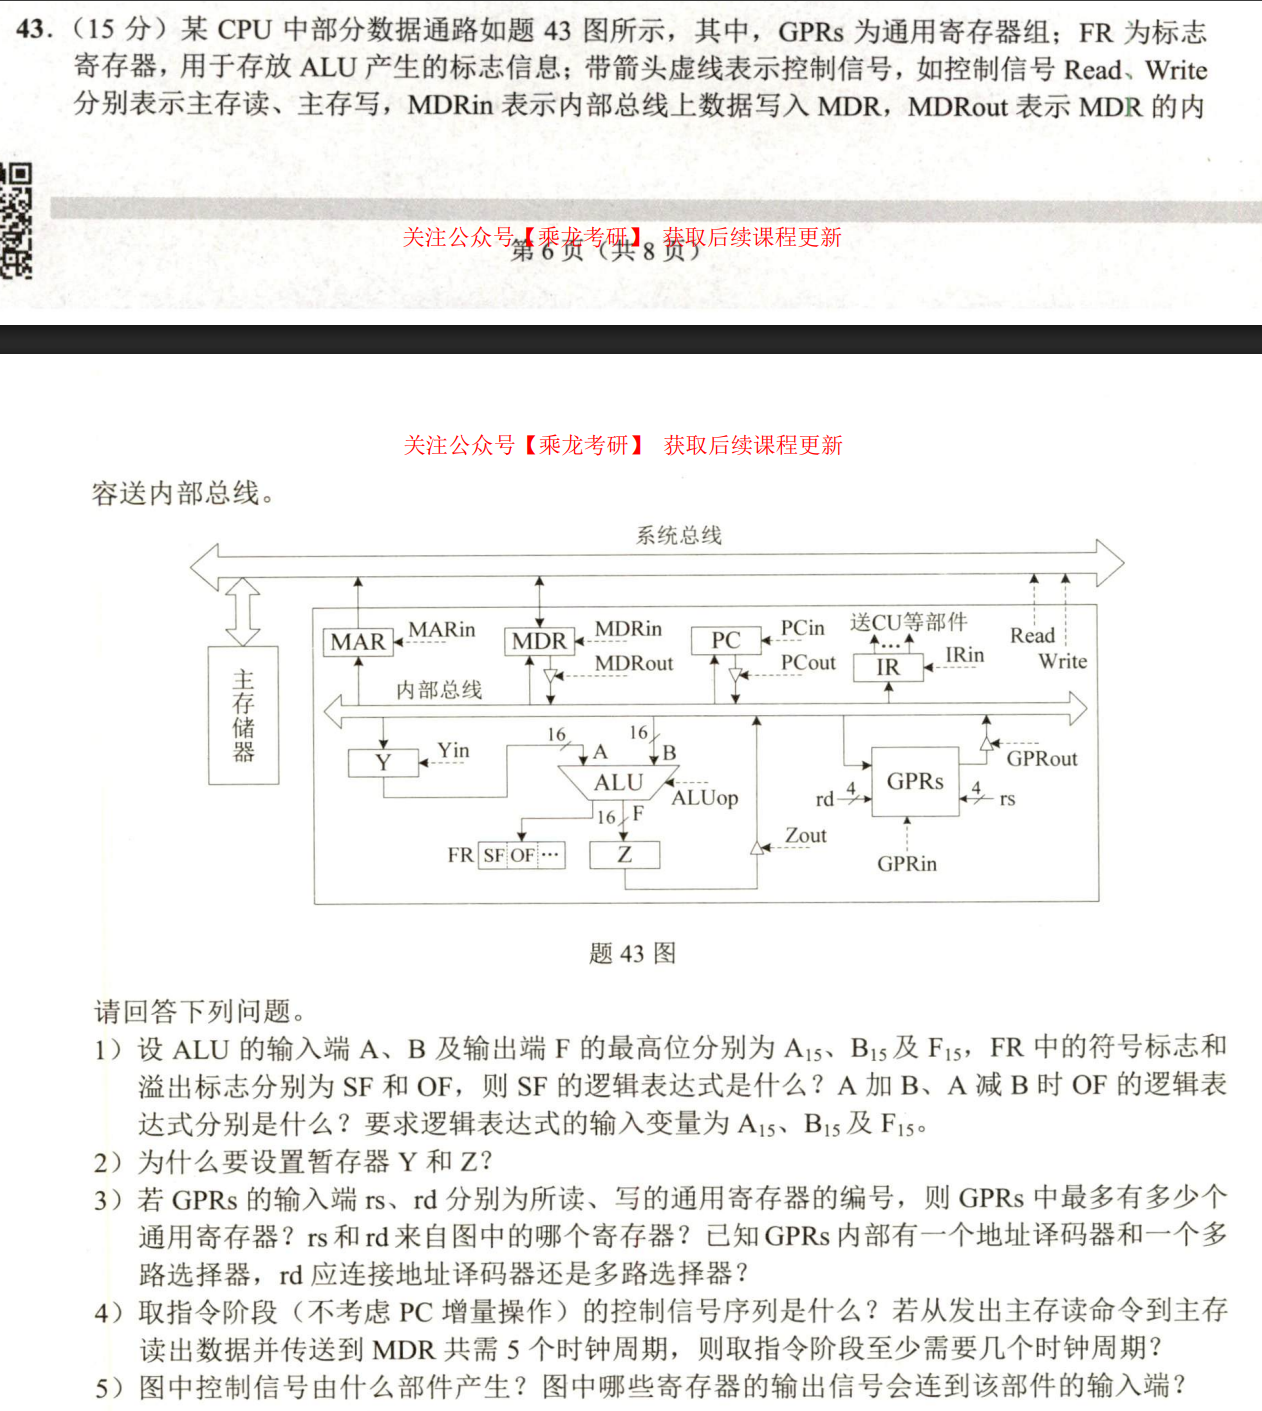 43.（15 分）某 CPU 中部分数据通路如题 43 图所示，其中，GPRs 为通用寄存器组；FR 为标志
寄存器，用于存放 ALU 产生的标志信息；带箭头虚线表示控制信号，如控制信号 Read、Write
分别表示主存读、主存写，MDRin 表示内部总线上数据写入 MDR，MDRout 表示 MDR 的内
关注公众号【乘龙考研】 获取后续课程更新
第 6 页（共 8 页）
关注公众号【乘龙考研】 获取后续课程更新
容送内部总线。
系统总线
MAR
MARin
MDR
MDRin
MDRout
PC
PCin
PCout
送CU等部件
...
IR
IRin
Read
Write
主存储器
内部总线
Y
Yin
16
A
16
B
ALU
ALUop
16
F
FR SF OF …
Z
Zout
rd
4
GPRs
4
rs
GPRin
GPRout
题 43 图
请回答下列问题。
1）设 ALU 的输入端 A、B 及输出端 F 的最高位分别为 A₁₅、B₁₅及 F₁₅，FR 中的符号标志和
溢出标志分别为 SF 和 OF，则 SF 的逻辑表达式是什么？A 加 B、A 减 B 时 OF 的逻辑表
达式分别是什么？要求逻辑表达式的输入变量为 A₁₅、B₁₅及 F₁₅。
2）为什么要设置暂存器 Y 和 Z？
3）若 GPRs 的输入端 rs、rd 分别为所读、写的通用寄存器的编号，则 GPRs 中最多有多少个
通用寄存器？rs 和 rd 来自图中的哪个寄存器？已知 GPRs 内部有一个地址译码器和一个多
路选择器，rd 应连接地址译码器还是多路选择器？
4）取指令阶段（不考虑 PC 增量操作）的控制信号序列是什么？若从发出主存读命令到主存
读出数据并传送到 MDR 共需 5 个时钟周期，则取指令阶段至少需要几个时钟周期？
5）图中控制信号由什么部件产生？图中哪些寄存器的输出信号会连到该部件的输入端？